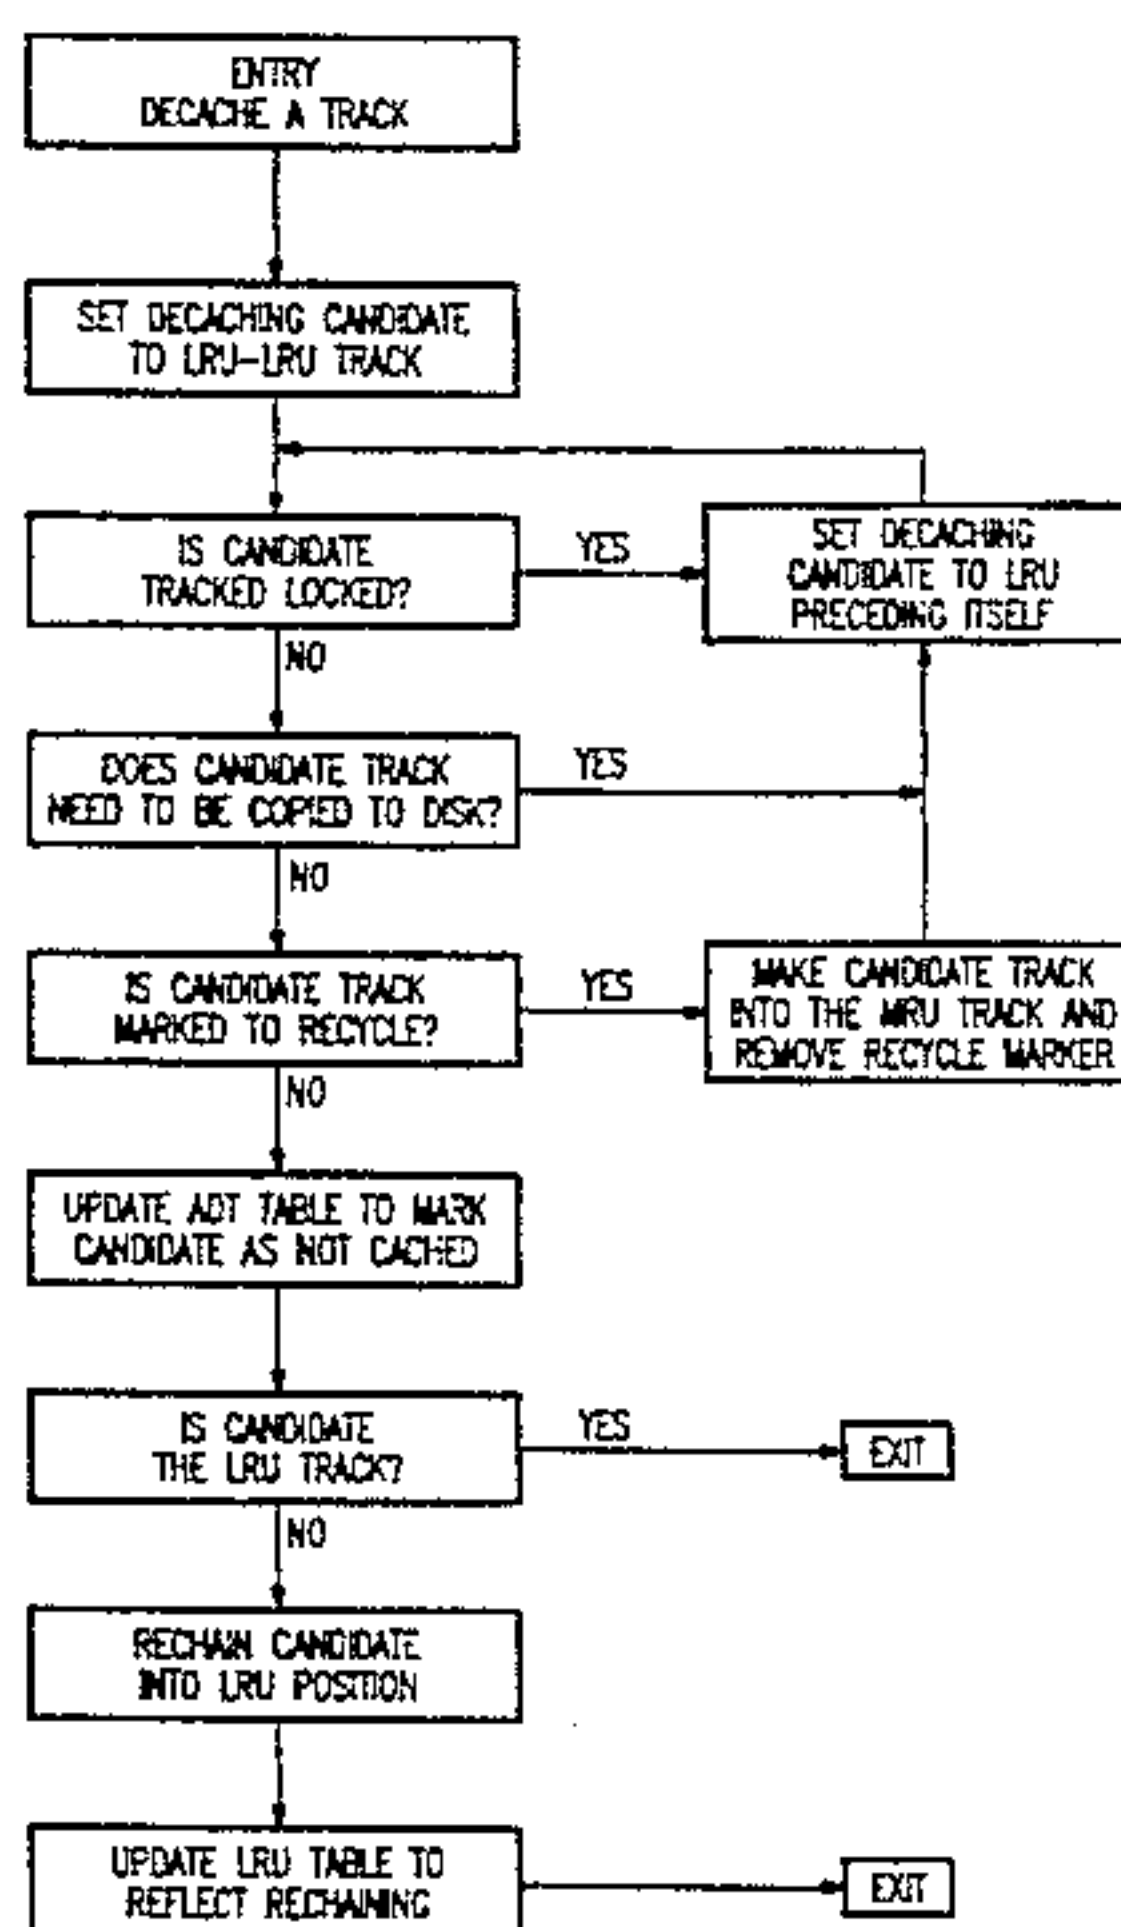 ENTRY
DECACHE A TRACK
SET DECACHING CANDIDATE
TO LRU-LRU TRACK
IS CANDIDATE
TRACKED LOCKED?
YES
SET DECACHING
CANDIDATE TO LRU
PRECEDING ITSELF
NO
DOES CANDIDATE TRACK
NEED TO BE COPIED TO DISK?
YES
NO
IS CANDIDATE TRACK
MARKED TO RECYCLE?
YES
MAKE CANDIDATE TRACK
INTO THE MRU TRACK AND
REMOVE RECYCLE MARKER
NO
UPDATE ADT TABLE TO MARK
CANDIDATE AS NOT CACHED
IS CANDIDATE
THE LRU TRACK?
YES
EXIT
NO
RECHAIN CANDIDATE
INTO LRU POSITION
UPDATE LRU TABLE TO
REFLECT RECHAINING
EXIT